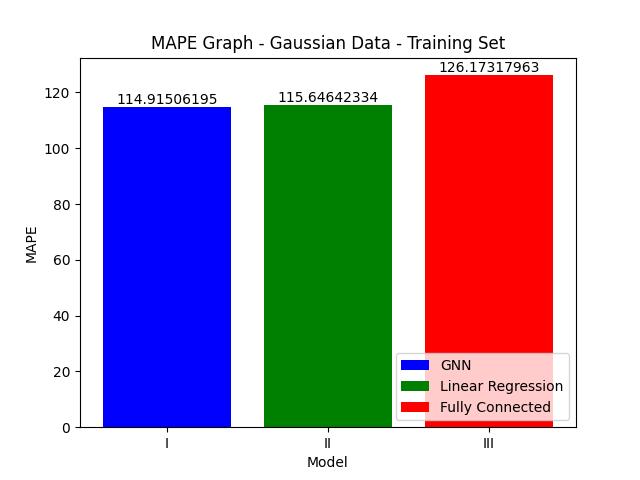 MAPE Graph - Gaussian Data - Training Set
126.17317963
114.91506195
115.64642334
120
100
80
60
40
20
0
MAPE
GNN
Linear Regression
Fully Connected
I
II
III
Model